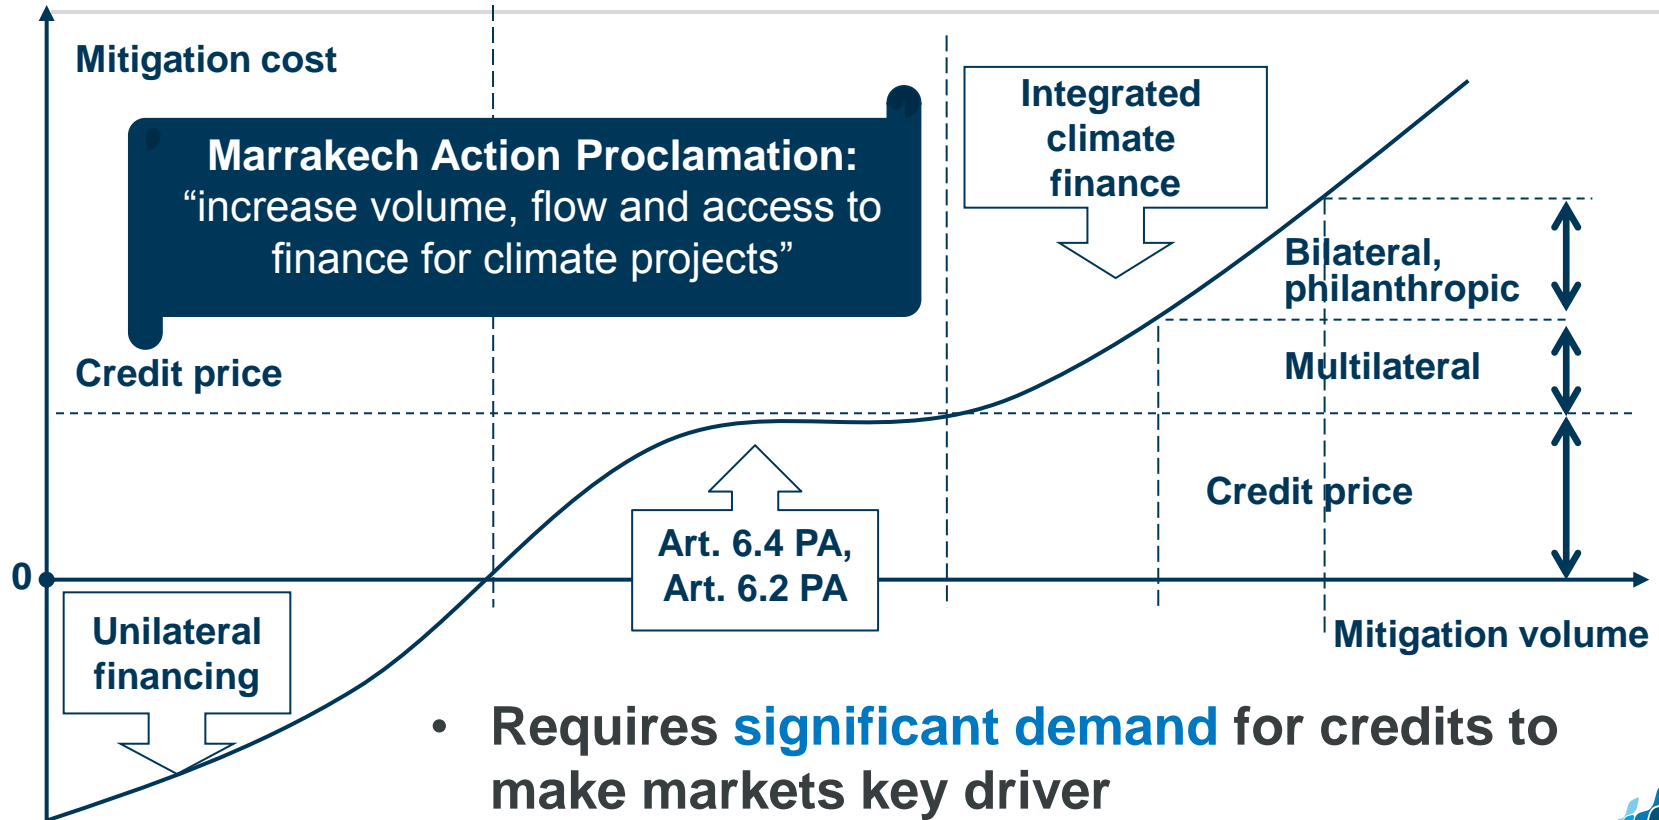 Mitigation cost
Marrakech Action Proclamation:
“increase volume, flow and access to
finance for climate projects”
Integrated
climate
finance
Bilateral,
philanthropic
Credit price
Multilateral
Credit price
Art. 6.4 PA,
Art. 6.2 PA
0
Unilateral
financing
Mitigation volume
• Requires significant demand for credits to
make markets key driver